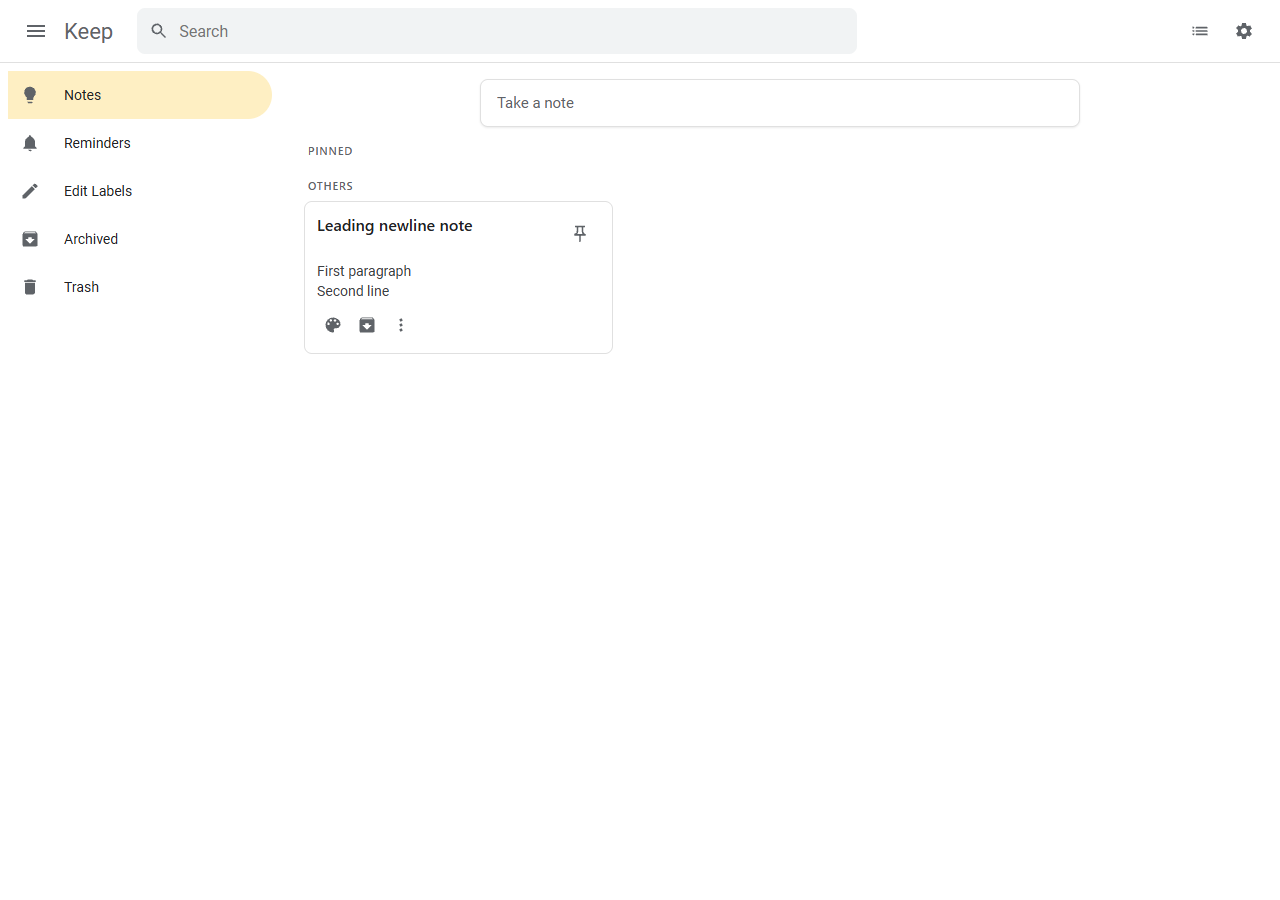 Keep
Search
Notes
Reminders
Edit Labels
Archived
Trash
Take a note
PINNED
OTHERS
Leading newline note
First paragraph
Second line